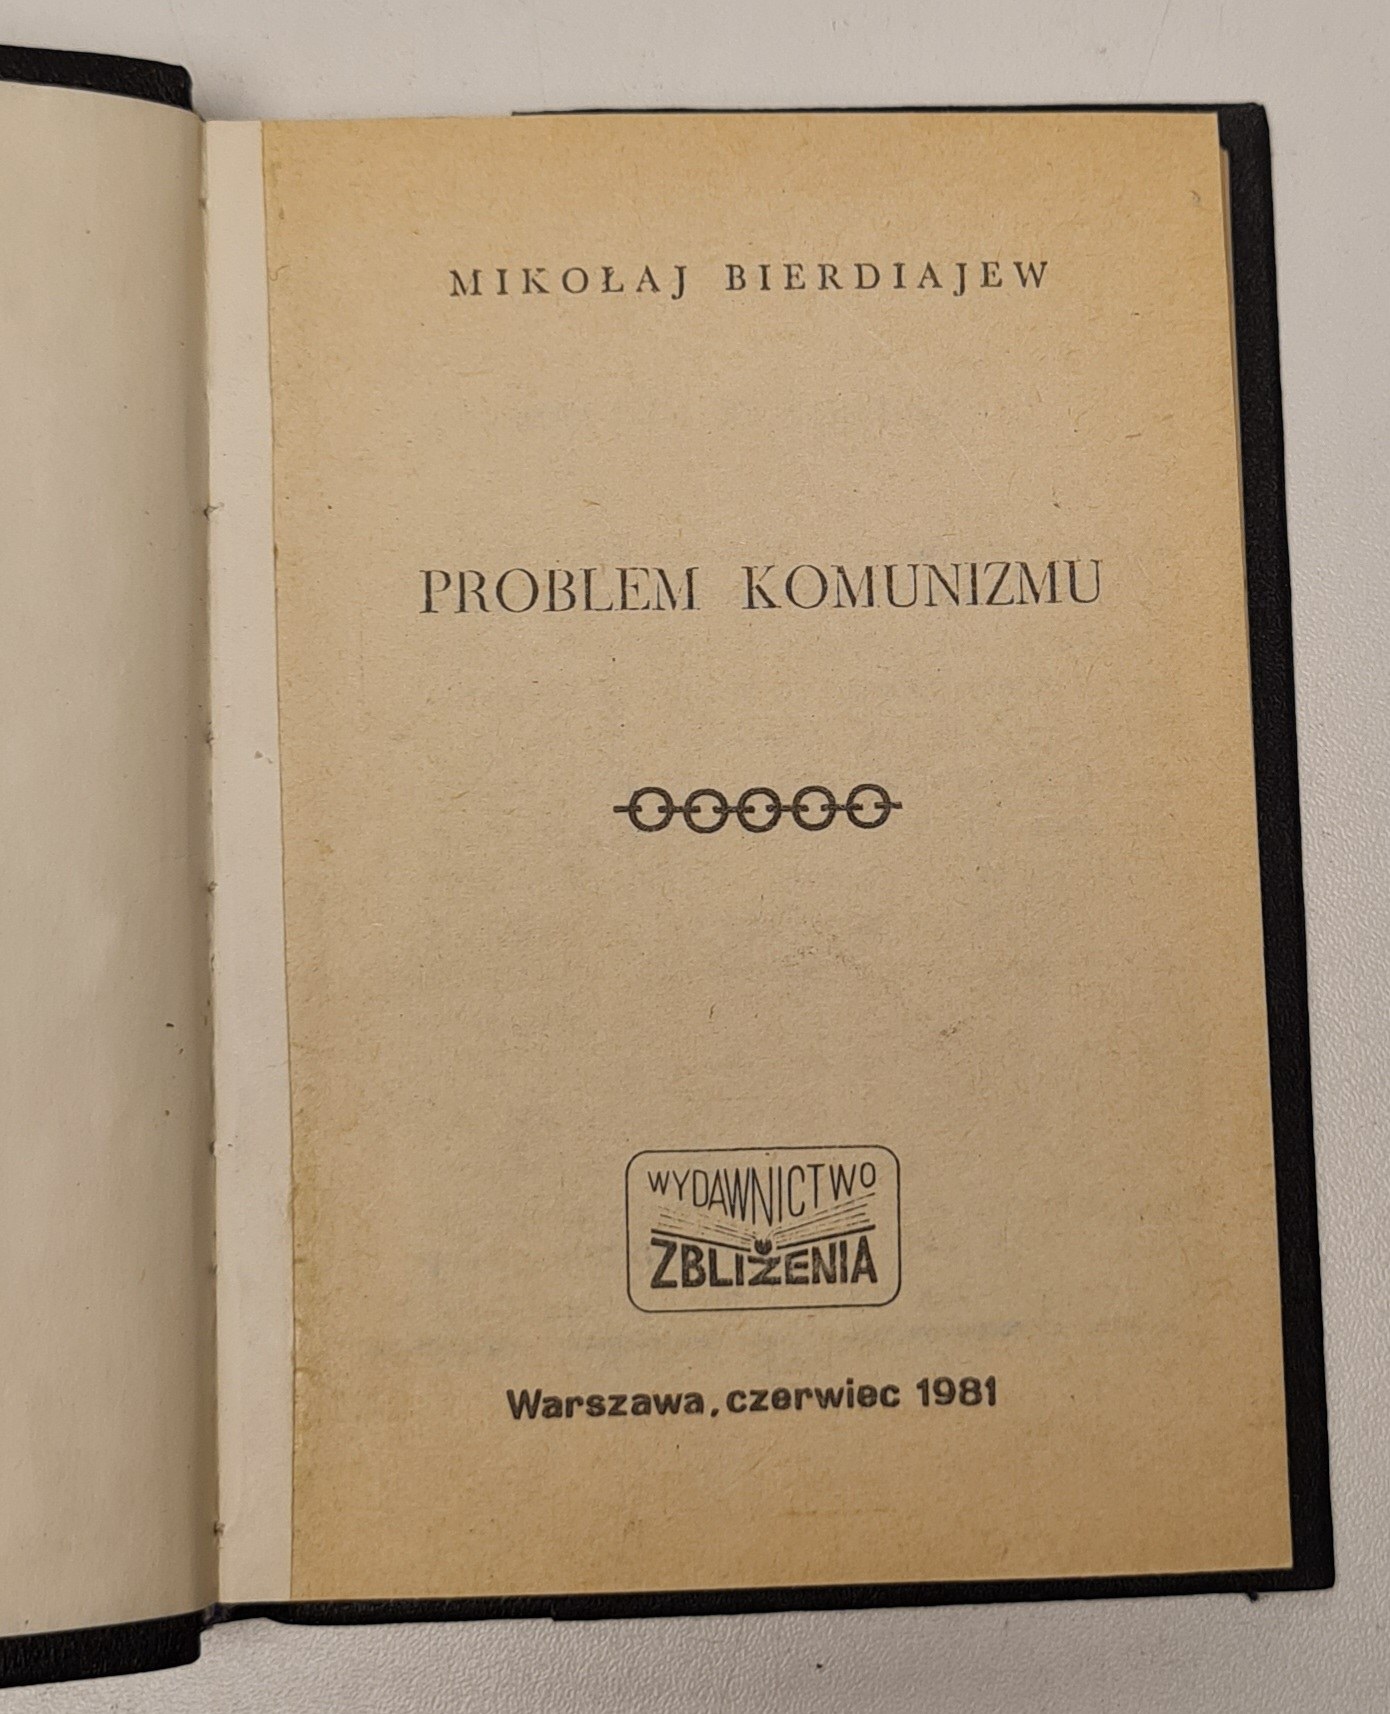 MIKOŁAJ BIERDIAJEW
PROBLEM KOMUNIZMU
WYDAWNICTWO
ZBLIŻENIA
Warszawa, czerwiec 1981